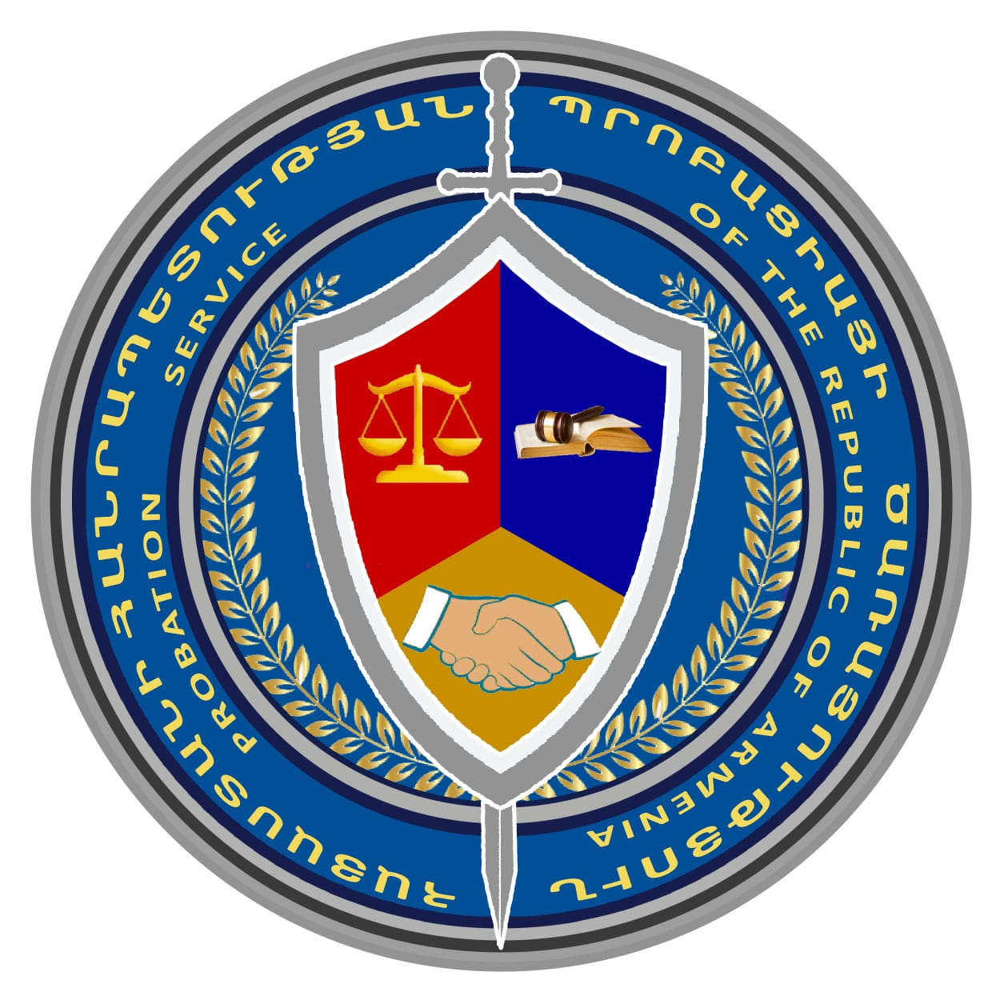 ՀԱՅԱՍՏԱՆԻ ՀԱՆՐԱՊԵՏՈՒԹՅԱՆ
ՊՐՈԲԱՑԻԱՅԻ ԾԱՌԱՅՈՒԹՅՈՒՆ
PROBATION SERVICE
OF THE REPUBLIC OF ARMENIA